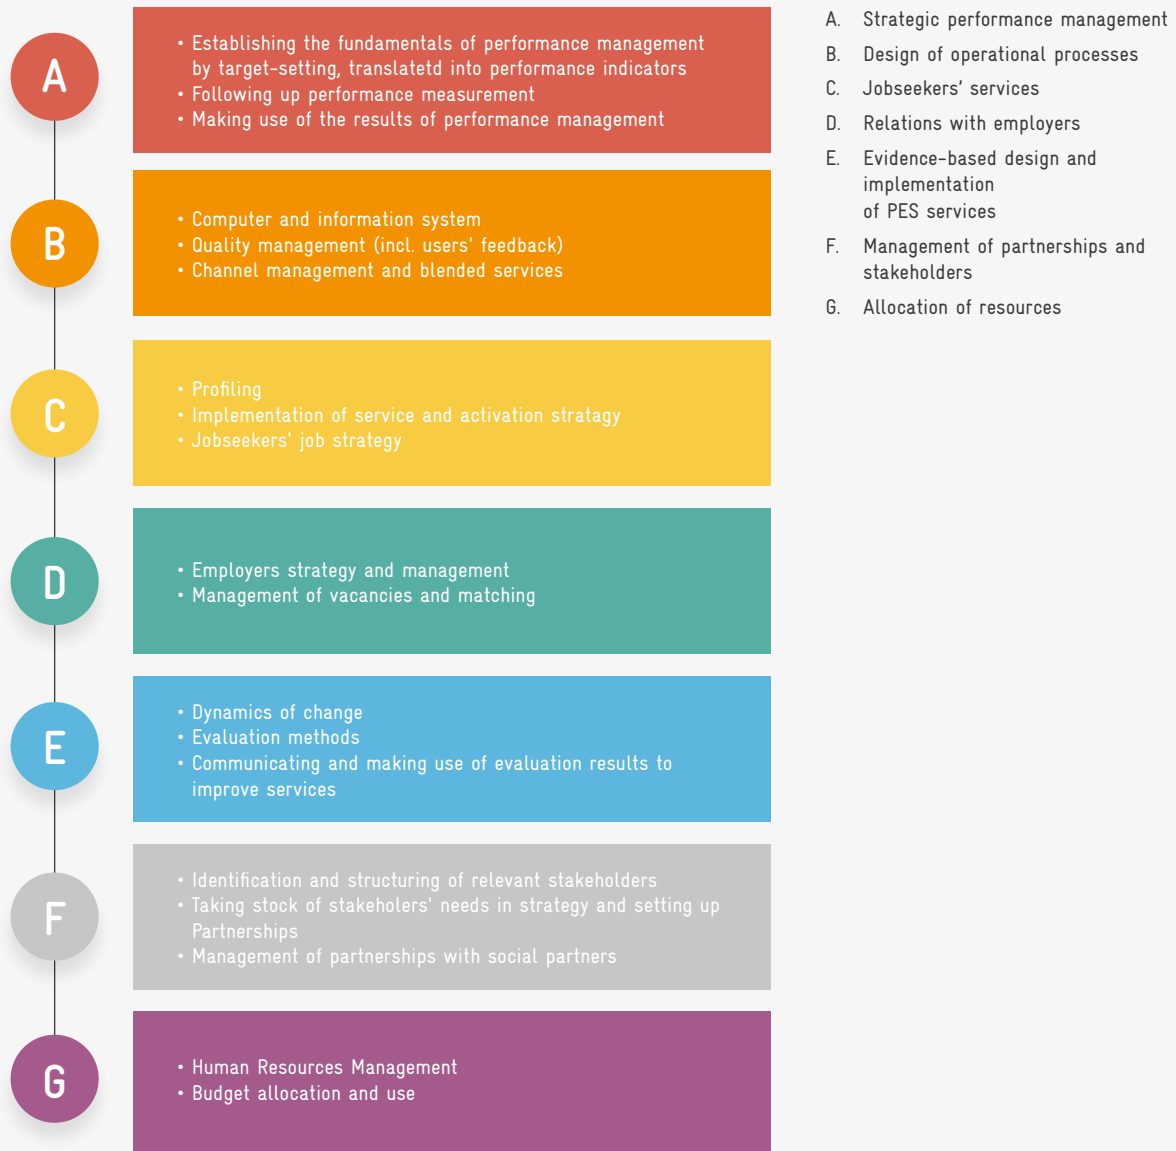 A
• Establishing the fundamentals of performance management
by target-setting, translatetd into performance indicators
• Following up performance measurement
• Making use of the results of performance management
B
• Computer and information system
• Quality management (incl. users' feedback)
• Channel management and blended services
C
• Profiling
• Implementation of service and activation stratagy
• Jobseekers' job strategy
D
• Employers strategy and management
• Management of vacancies and matching
E
• Dynamics of change
• Evaluation methods
• Communicating and making use of evaluation results to
improve services
F
• Identification and structuring of relevant stakeholders
• Taking stock of stakeholers' needs in strategy and setting up
Partnerships
• Management of partnerships with social partners
G
• Human Resources Management
• Budget allocation and use
A. Strategic performance management
B. Design of operational processes
C. Jobseekers' services
D. Relations with employers
E. Evidence-based design and
implementation
of PES services
F. Management of partnerships and
stakeholders
G. Allocation of resources